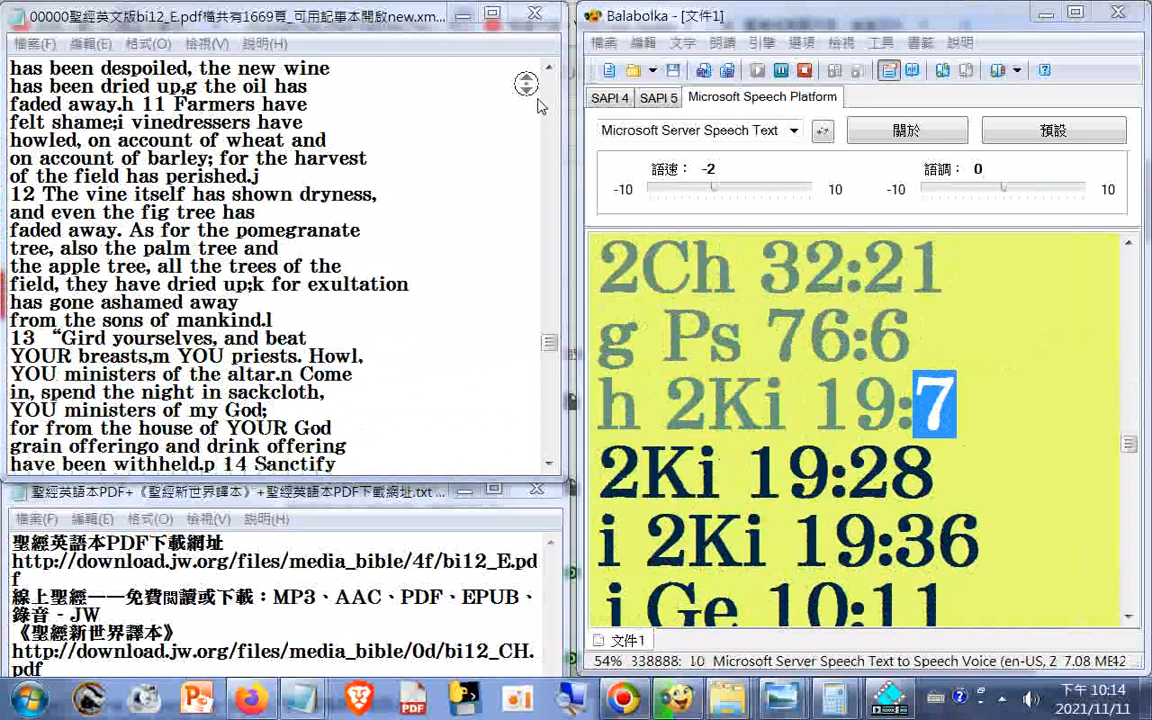 00000聖經英文版bi12_E.pdf檔共有1669頁_可用記事本開啟new.xm...
檔案(F) 編輯(E) 格式(O) 檢視(V) 說明(H)
has been despoiled, the new wine
has been dried up,g the oil has
faded away.h 11 Farmers have
felt shame;i vinedressers have
howled, on account of wheat and
on account of barley; for the harvest
of the field has perished.j
12 The vine itself has shown dryness,
and even the fig tree has
faded away. As for the pomegranate
tree, also the palm tree and
the apple tree, all the trees of the
field, they have dried up;k for exultation
has gone ashamed away
from the sons of mankind.l
13 “Gird yourselves, and beat
YOUR breasts,m YOU priests. Howl,
YOU ministers of the altar.n Come
in, spend the night in sackcloth,
YOU ministers of my God;
for from the house of YOUR God
grain offeringo and drink offering
have been withheld.p 14 Sanctify
聖經英語本PDF+《聖經新世界譯本》+聖經英語本PDF下載網址.txt ...
檔案(F) 編輯(E) 格式(O) 檢視(V) 說明(H)
聖經英語本PDF下載網址
http://download.jw.org/files/media_bible/4f/bi12_E.pd
f
線上聖經——免費閱讀或下載：MP3、AAC、PDF、EPUB、
錄音 - JW
《聖經新世界譯本》
http://download.jw.org/files/media_bible/0d/bi12_CH.
pdf
Balabolka - [文件1]
檔案 編輯 文字 朗讀 引擎 選項 檢視 工具 書籤 說明
SAPI 4 SAPI 5 Microsoft Speech Platform
Microsoft Server Speech Text 關於 預設
語速： -2 語調： 0
-10 10 -10 10
2Ch 32:21
g Ps 76:6
h 2Ki 19:7
2Ki 19:28
i 2Ki 19:36
j Ge 10:11
文件1
54% 338888: 10 Microsoft Server Speech Text to Speech Voice (en-US, Z 7.08 ME42
下午 10:14
2021/11/11